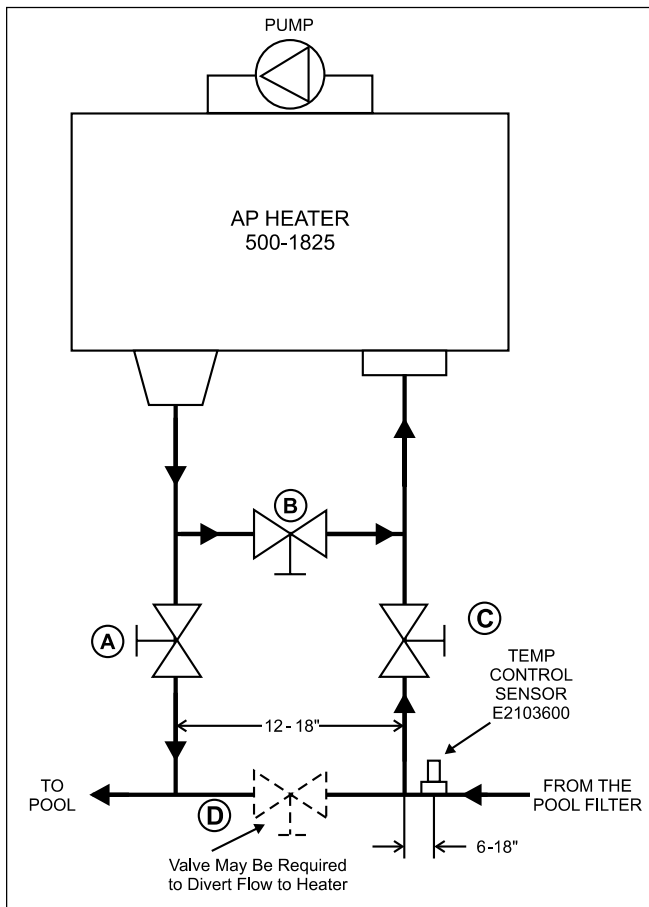 PUMP
AP HEATER
500-1825
B
A
C
TEMP
CONTROL
SENSOR
E2103600
12 - 18"
TO
POOL
D
FROM THE
POOL FILTER
6-18"
Valve May Be Required
to Divert Flow to Heater